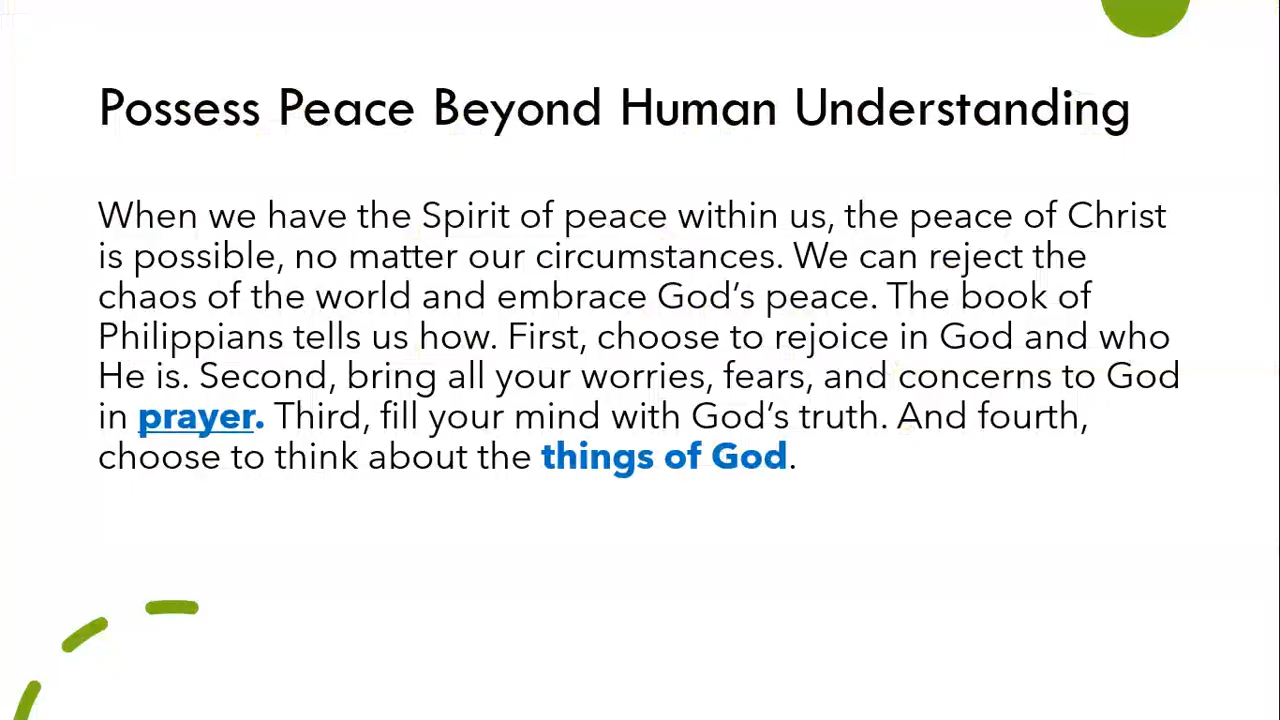 Possess Peace Beyond Human Understanding
When we have the Spirit of peace within us, the peace of Christ
is possible, no matter our circumstances. We can reject the
chaos of the world and embrace God’s peace. The book of
Philippians tells us how. First, choose to rejoice in God and who
He is. Second, bring all your worries, fears, and concerns to God
in prayer. Third, fill your mind with God’s truth. And fourth,
choose to think about the things of God.